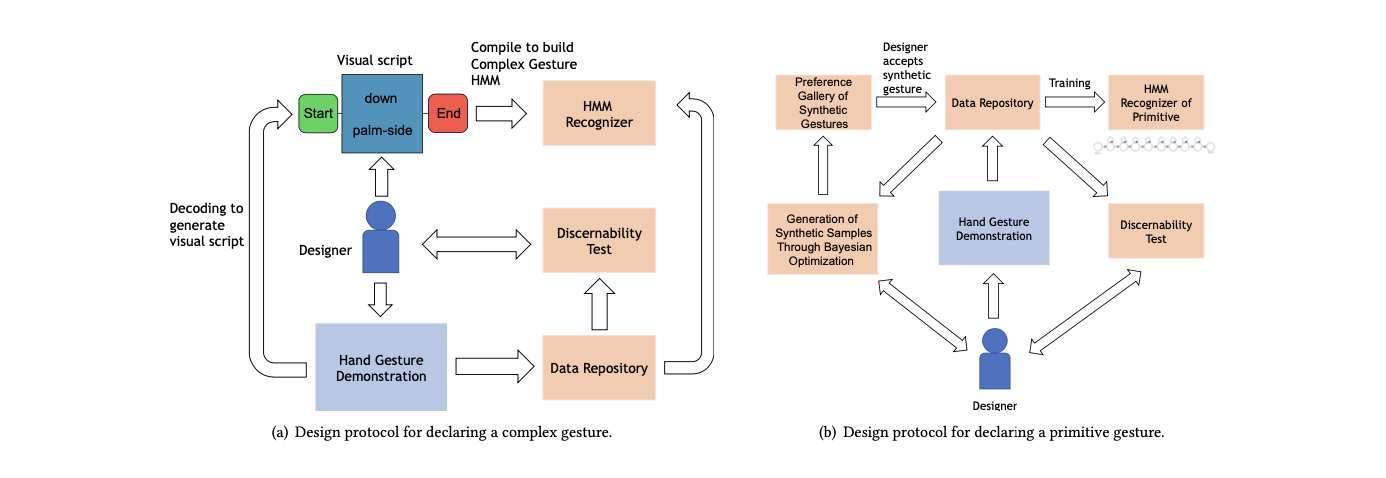 Compile to build
Complex Gesture
HMM
Visual script
Start
down
palm-side
End
HMM
Recognizer
Decoding to
generate
visual script
Designer
Discernability
Test
Hand Gesture
Demonstration
Data Repository
(a) Design protocol for declaring a complex gesture.
Designer
accepts
synthetic
gesture
Preference
Gallery of
Synthetic
Gestures
Data Repository
Training
HMM
Recognizer of
Primitive
Generation of
Synthetic Samples
Through Bayesian
Optimization
Hand Gesture
Demonstration
Discernability
Test
Designer
(b) Design protocol for declaring a primitive gesture.